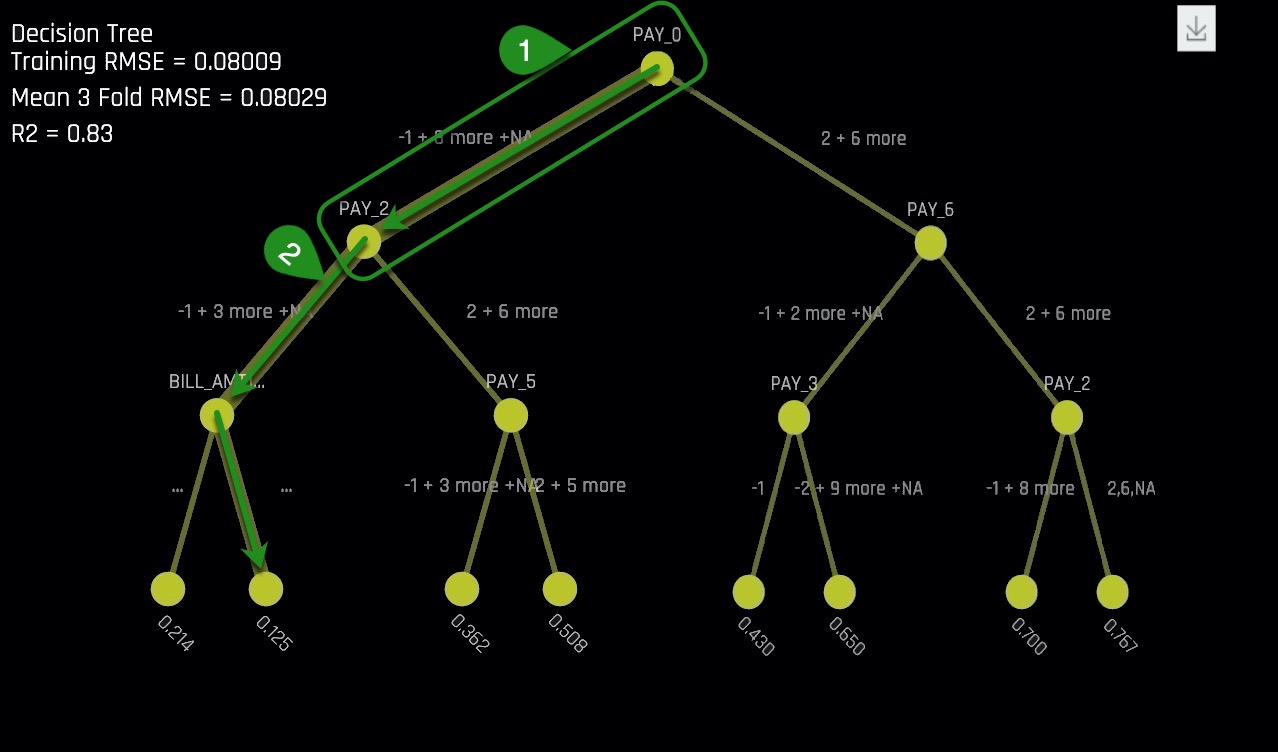 Decision Tree
Training RMSE = 0.08009
Mean 3 Fold RMSE = 0.08029
R2 = 0.83
1
PAY_0
-1 + 8 more +NA
2 + 6 more
PAY_2
PAY_6
2
-1 + 3 more +NA
2 + 6 more
-1 + 2 more +NA
2 + 6 more
BILL_AMT1...
PAY_5
PAY_3
PAY_2
...
...
-1 + 3 more +NA
2 + 5 more
-1
-2 + 9 more +NA
-1 + 8 more
2,6,NA
0.214
0.125
0.362
0.508
0.430
0.650
0.700
0.767